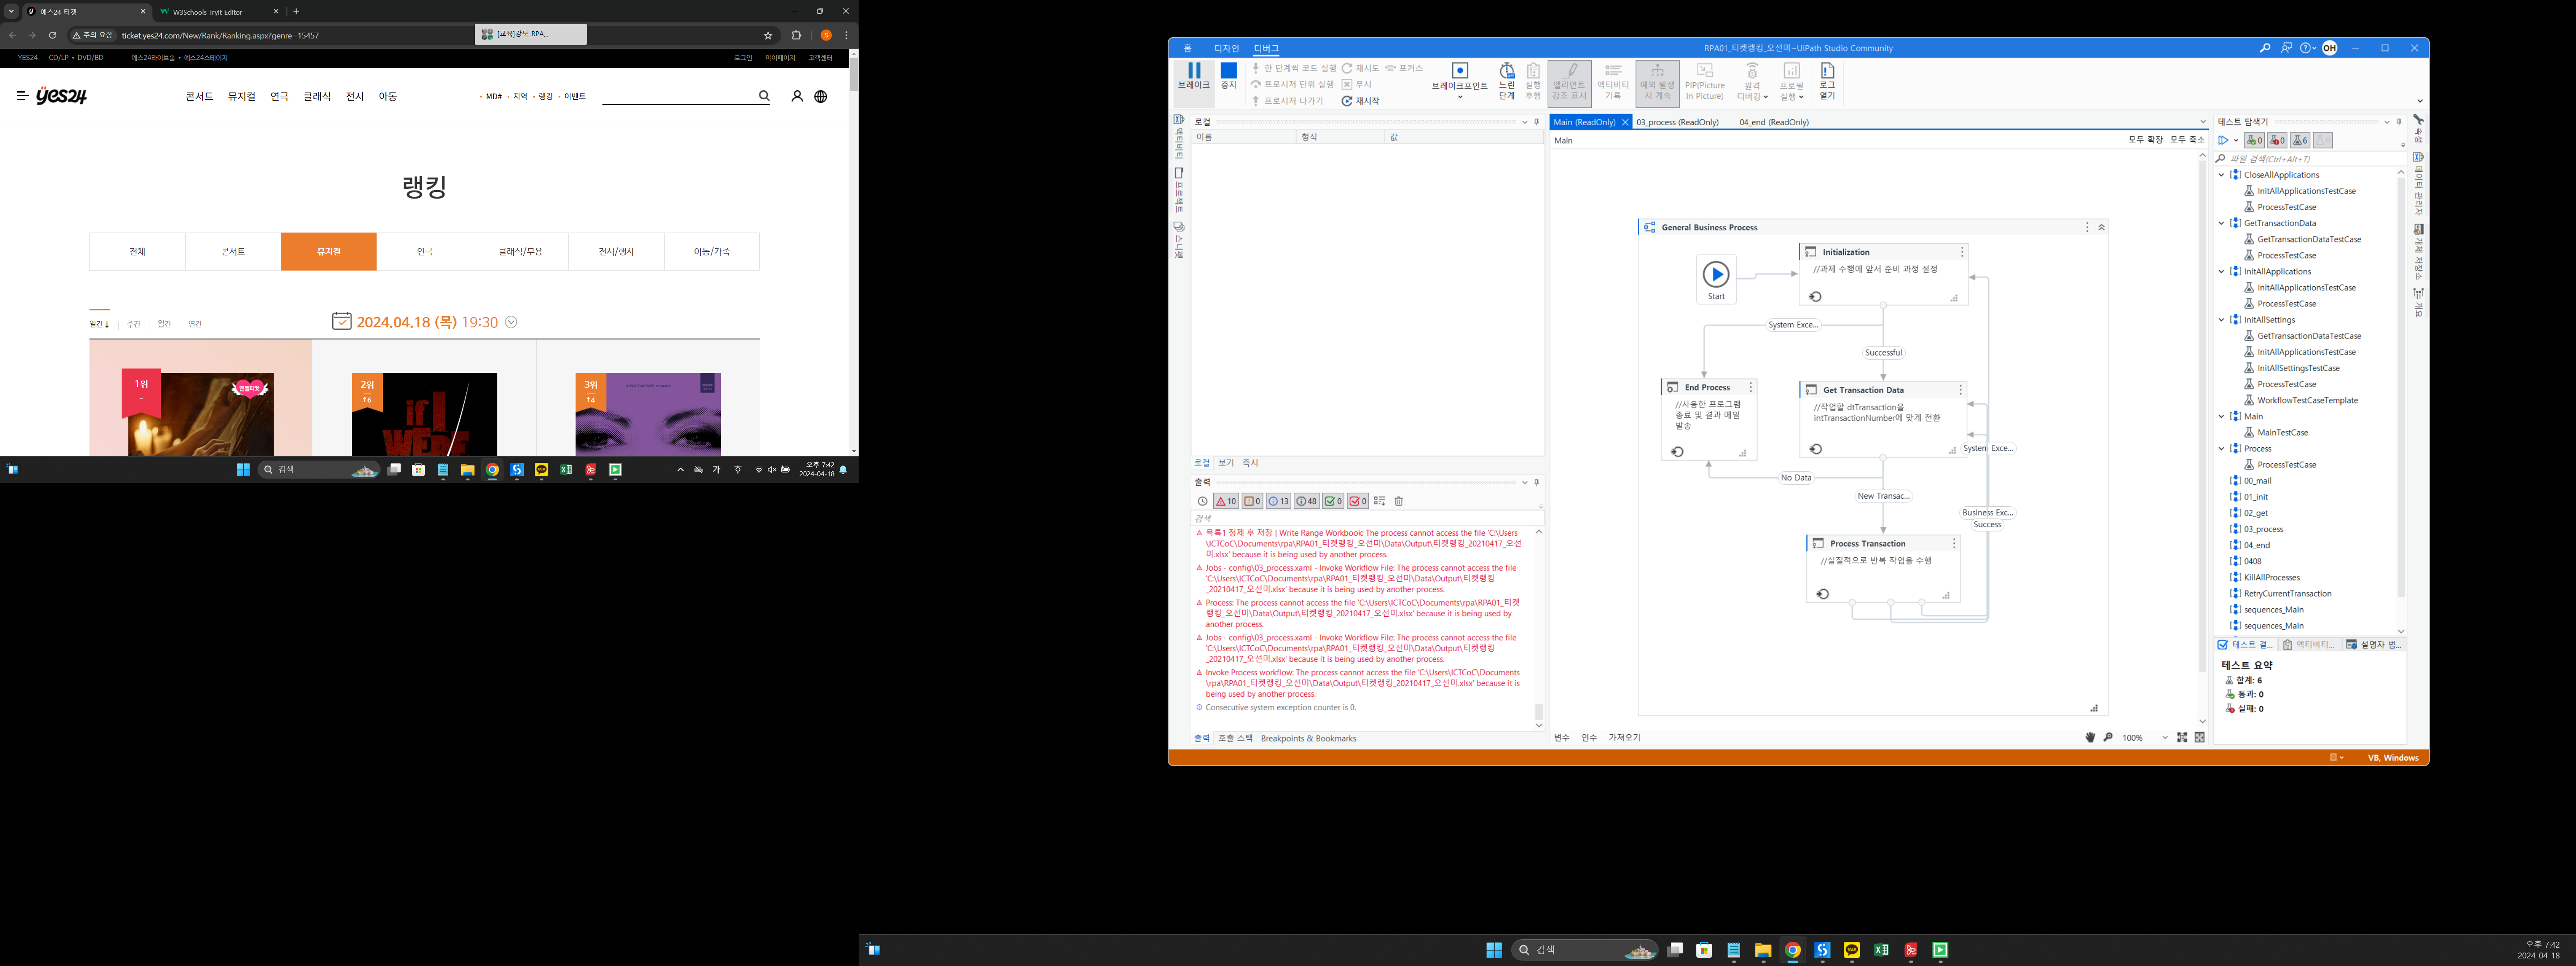 예스24 티켓
W3Schools Tryit Editor
주의 요함
ticket.yes24.com/New/Rank/Ranking.aspx?genre=15457
[교육]강북_RPA...
YES24 CD/LP • DVD/BD | 예스24라이브홀 • 예스24스테이지
로그인 마이페이지 고객센터
yes24
콘서트 뮤지컬 연극 클래식 전시 아동
• MD# • 지역 • 랭킹 • 이벤트
랭킹
전체 콘서트 뮤지컬 연극 클래식/무용 전시/행사 아동/가족
일간 주간 월간 연간
2024.04.18 (목) 19:30
1위
2위
3위
if I
WERE
검색
가
오후 7:42
2024-04-18
홈 디자인 디버그
RPA01_티켓랭킹_오선미~UiPath Studio Community
OH
브레이크
중지
한 단계씩 코드 실행
프로시저 단위 실행
프로시저 나가기
재시도
무시
재시작
포커스
브레이크포인트
느린
단계
실행
후행
엘리먼트
강조 표시
액티비티
기록
예외 발생
시 계속
PIP(Picture
in Picture)
원격
디버깅
프로필
실행
로그
열기
액티비티
프로젝트
스니펫
로컬
이름 형식 값
로컬 보기 즉시
출력
10 0 13 48 0 0
검색
목록1 정제 후 저장 | Write Range Workbook: The process cannot access the file 'C:\Users
\ICTCoC\Documents\rpa\RPA01_티켓랭킹_오선미\Data\Output\티켓랭킹_20210417_오선
미.xlsx' because it is being used by another process.
Jobs - config\03_process.xaml - Invoke Workflow File: The process cannot access the file
'C:\Users\ICTCoC\Documents\rpa\RPA01_티켓랭킹_오선미\Data\Output\티켓랭킹
_20210417_오선미.xlsx' because it is being used by another process.
Process: The process cannot access the file 'C:\Users\ICTCoC\Documents\rpa\RPA01_티켓
랭킹_오선미\Data\Output\티켓랭킹_20210417_오선미.xlsx' because it is being used by
another process.
Jobs - config\03_process.xaml - Invoke Workflow File: The process cannot access the file
'C:\Users\ICTCoC\Documents\rpa\RPA01_티켓랭킹_오선미\Data\Output\티켓랭킹
_20210417_오선미.xlsx' because it is being used by another process.
Invoke Process workflow: The process cannot access the file 'C:\Users\ICTCoC\Documents
\rpa\RPA01_티켓랭킹_오선미\Data\Output\티켓랭킹_20210417_오선미.xlsx' because it is
being used by another process.
Consecutive system exception counter is 0.
출력 호출 스택 Breakpoints & Bookmarks
Main (ReadOnly) 03_process (ReadOnly) 04_end (ReadOnly)
Main
모두 확장 모두 축소
General Business Process
Start
Initialization
//과제 수행에 앞서 준비 과정 설정
System Exce...
Successful
End Process
//사용한 프로그램
종료 및 결과 메일
발송
Get Transaction Data
//작업할 dtTransaction을
intTransactionNumber에 맞게 전환
System Exce...
No Data
New Transac...
Business Exc...
Success
Process Transaction
//실질적으로 반복 작업을 수행
변수 인수 가져오기
100%
테스트 탐색기
0 0 6
파일 검색(Ctrl+Alt+T)
CloseAllApplications
InitAllApplicationsTestCase
ProcessTestCase
GetTransactionData
GetTransactionDataTestCase
ProcessTestCase
InitAllApplications
InitAllApplicationsTestCase
ProcessTestCase
InitAllSettings
GetTransactionDataTestCase
InitAllApplicationsTestCase
InitAllSettingsTestCase
ProcessTestCase
WorkflowTestCaseTemplate
Main
MainTestCase
Process
ProcessTestCase
00_mail
01_init
02_get
03_process
04_end
0408
KillAllProcesses
RetryCurrentTransaction
sequences_Main
sequences_Main
테스트 결... 액티비티... 설명자 범...
테스트 요약
합계: 6
통과: 0
실패: 0
속성
데이터 관리자
개체 저장소
개요
VB, Windows
검색
오후 7:42
2024-04-18